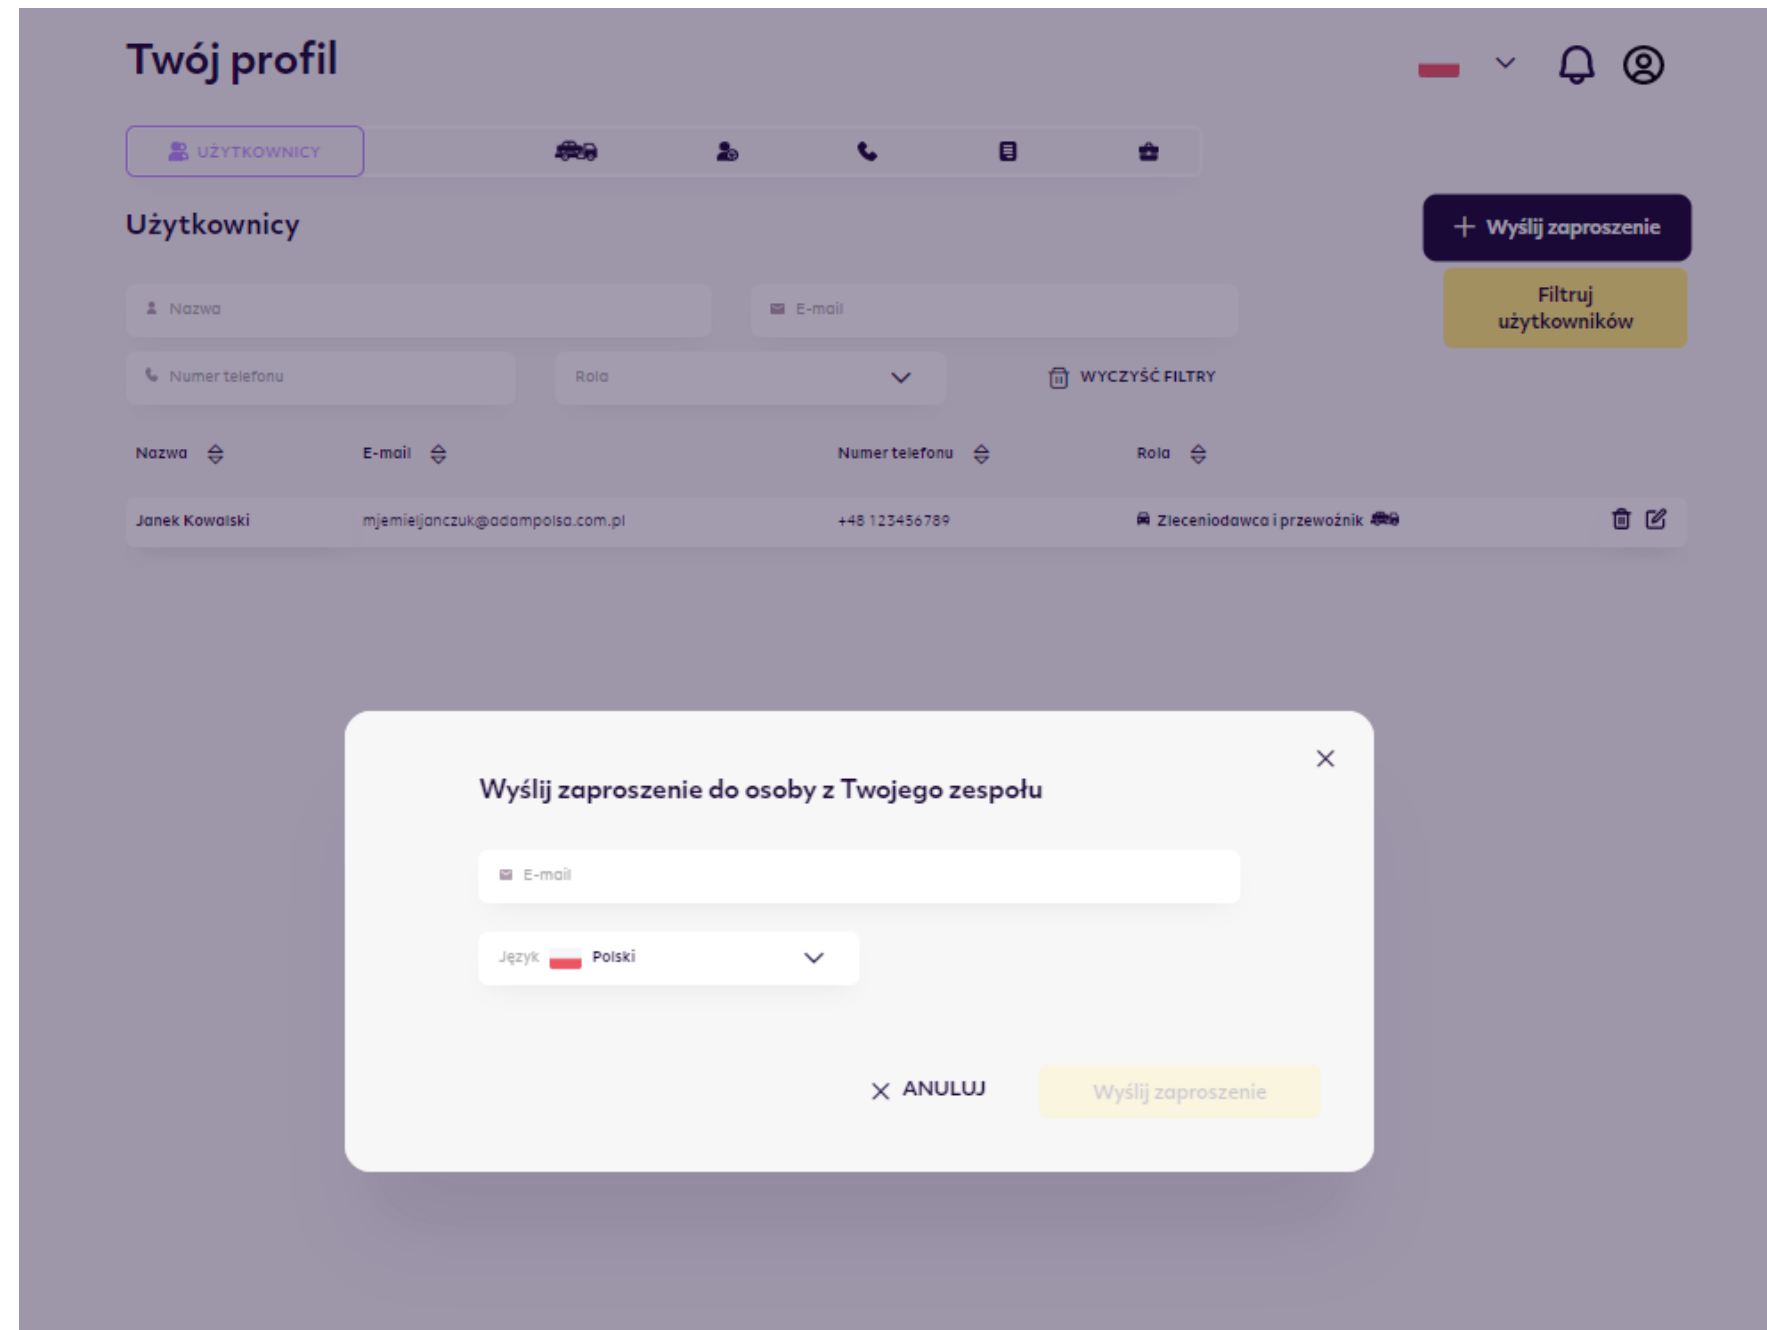 Twój profil
UŻYTKOWNICY
Użytkownicy
Wyślij zaproszenie
Nazwa
E-mail
Filtruj
użytkowników
Numer telefonu
Rola
WYCZYŚĆ FILTRY
Nazwa
E-mail
Numer telefonu
Rola
Janek Kowalski
mjemieljanczuk@adampolsa.com.pl
+48 123456789
Zleceniodawca i przewoźnik
Wyślij zaproszenie do osoby z Twojego zespołu
E-mail
Język Polski
ANULUJ
Wyślij zaproszenie